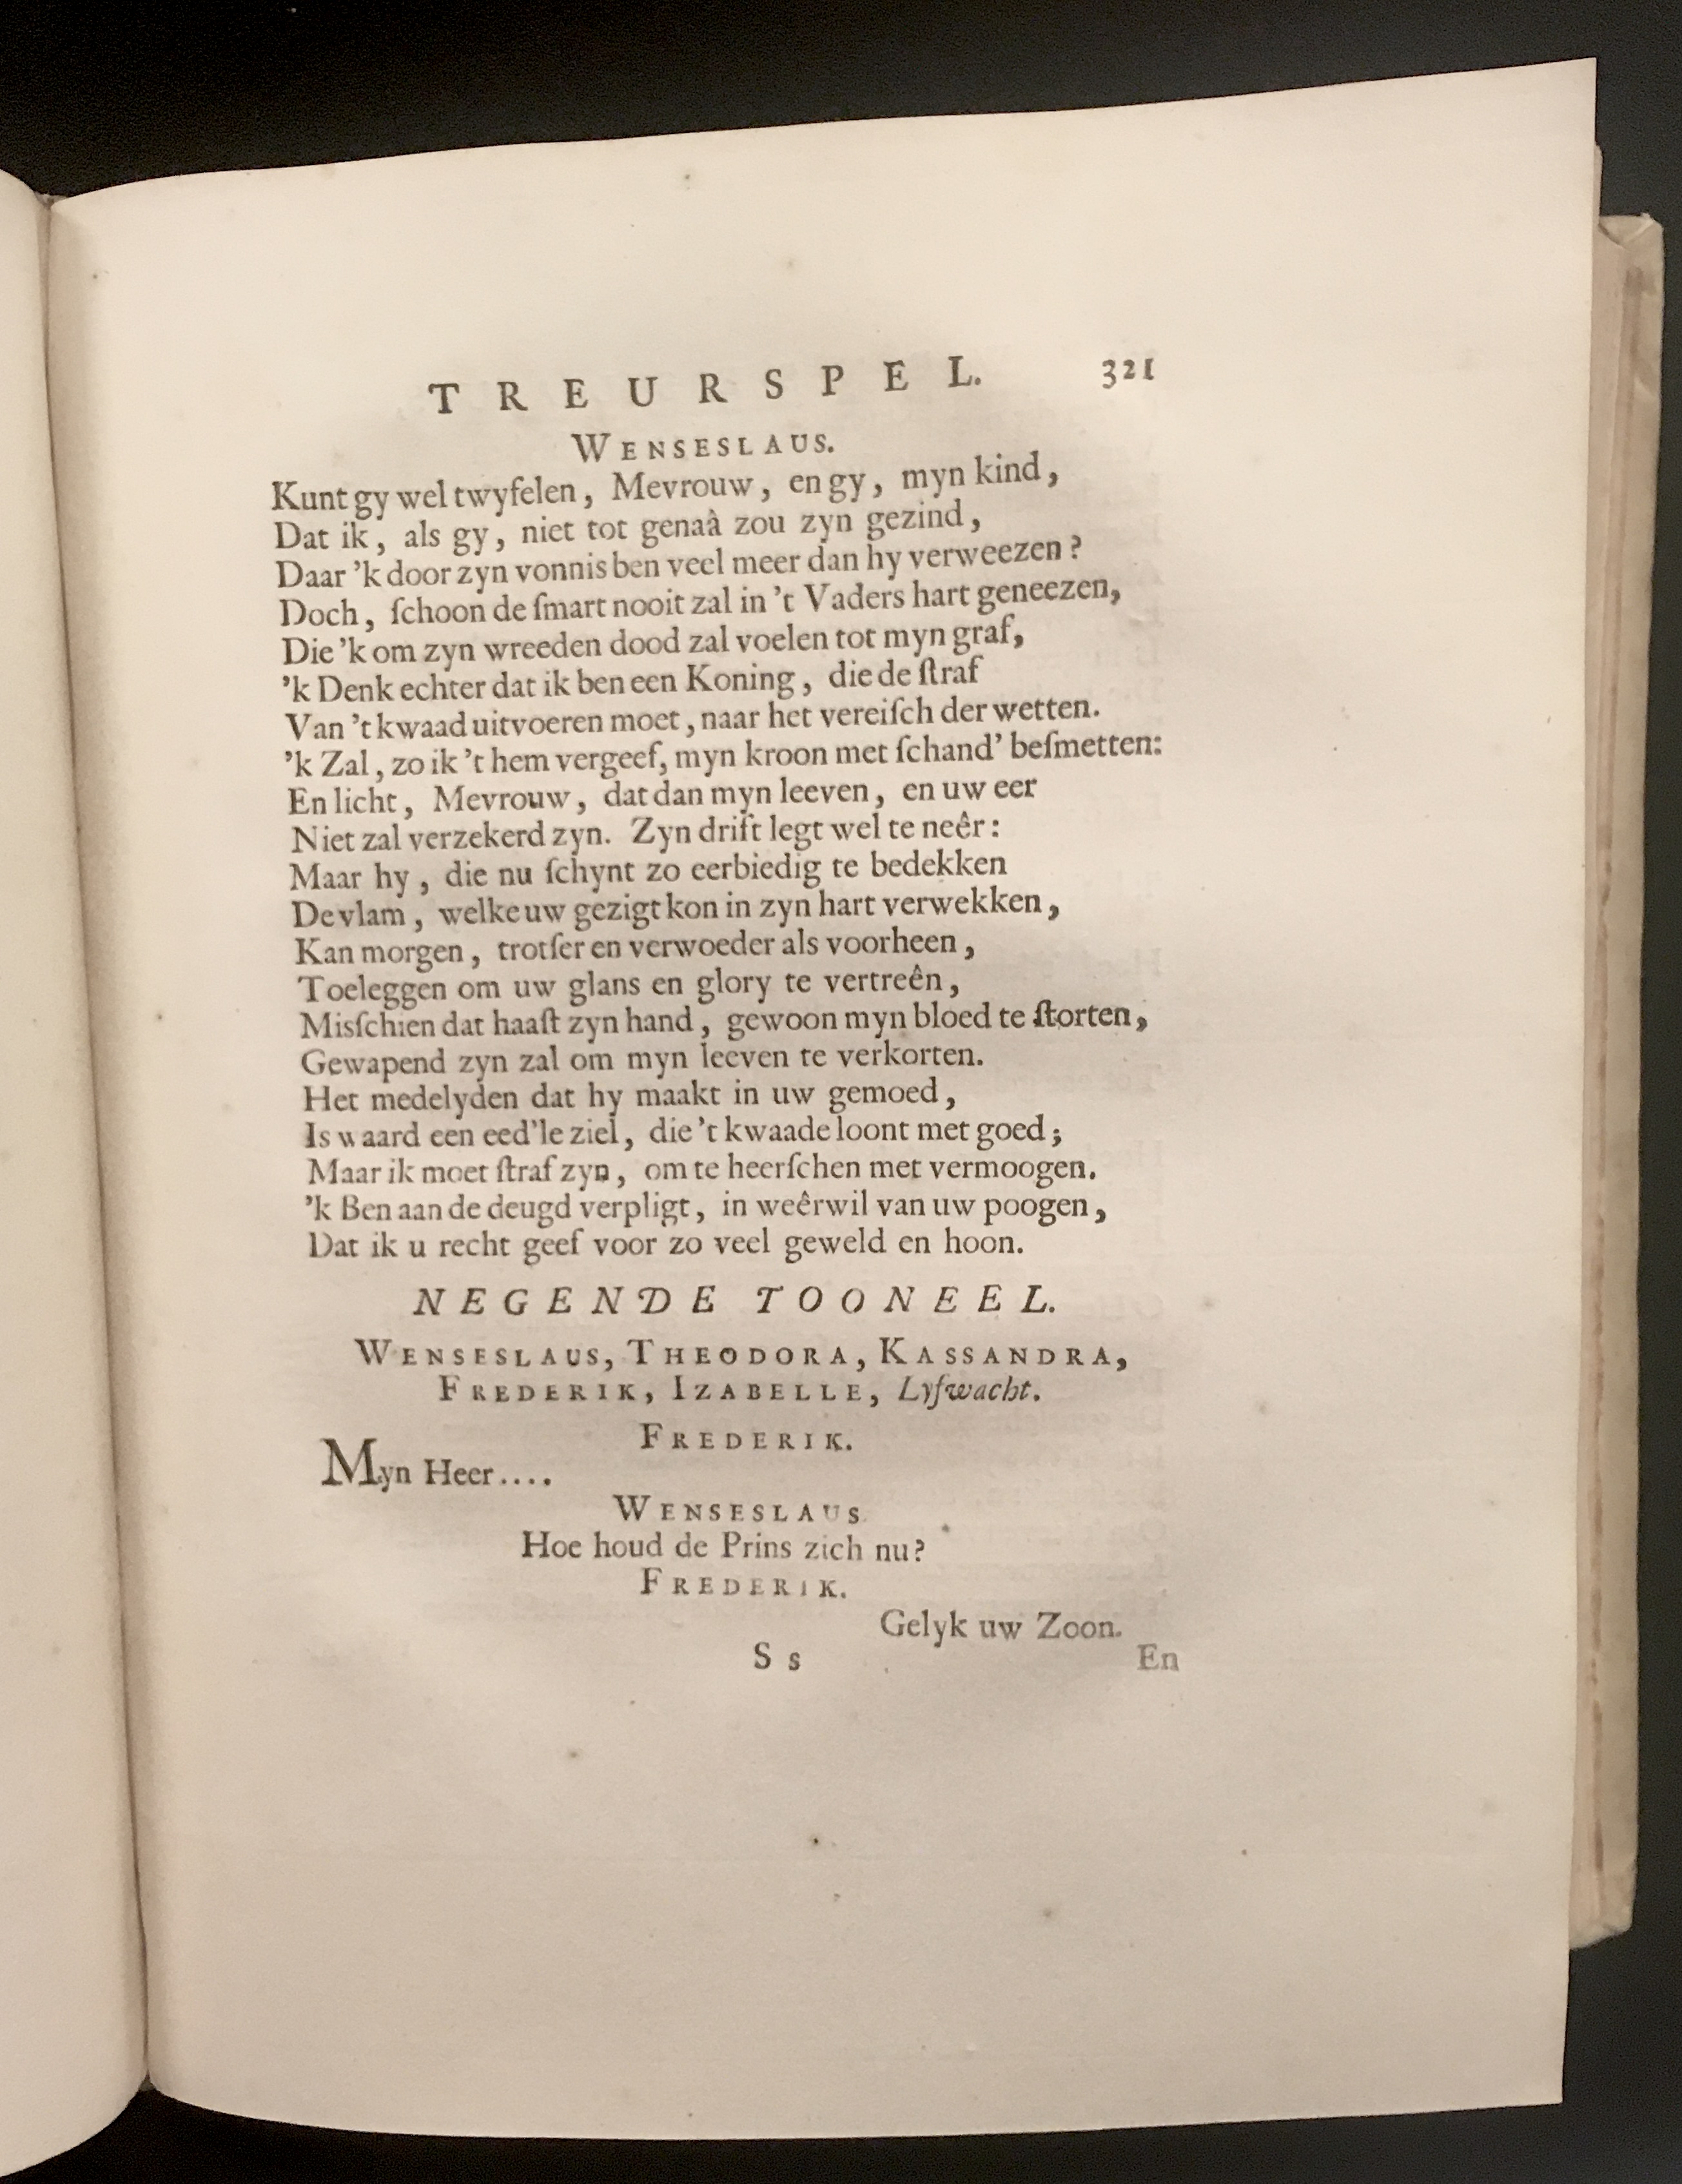 TREURSPEL. 321
WENSESLAUS.
Kunt gy wel twyfelen, Mevrouw, en gy, myn kind,
Dat ik, als gy, niet tot genaâ zou zyn gezind,
Daar 'k door zyn vonnis ben veel meer dan hy verweezen?
Doch, ſchoon de ſmart nooit zal in 't Vaders hart geneezen,
Die 'k om zyn wreeden dood zal voelen tot myn graf,
'k Denk echter dat ik ben een Koning, die de ſtraf
Van 't kwaad uitvoeren moet, naar het vereiſch der wetten.
'k Zal, zo ik 't hem vergeef, myn kroon met ſchand' beſmetten:
En licht, Mevrouw, dat dan myn leeven, en uw eer
Niet zal verzekerd zyn. Zyn drift legt wel te neêr:
Maar hy, die nu ſchynt zo eerbiedig te bedekken
De vlam, welke uw gezigt kon in zyn hart verwekken,
Kan morgen, trotſer en verwoeder als voorheen,
Toeleggen om uw glans en glory te vertreên,
Misſchien dat haaſt zyn hand, gewoon myn bloed te ſtorten,
Gewapend zyn zal om myn leeven te verkorten.
Het medelyden dat hy maakt in uw gemoed,
Is waard een eed'le ziel, die 't kwaade loont met goed;
Maar ik moet ſtraf zyn, om te heerſchen met vermoogen.
'k Ben aan de deugd verpligt, in weêrwil van uw poogen,
Dat ik u recht geef voor zo veel geweld en hoon.
NEGENDE TOONEEL.
WENSESLAUS, THEODORA, KASSANDRA,
FREDERIK, IZABELLE, Lyfwacht.
FREDERIK.
Myn Heer....
WENSESLAUS.
Hoe houd de Prins zich nu?
FREDERIK.
Gelyk uw Zoon.
Ss En